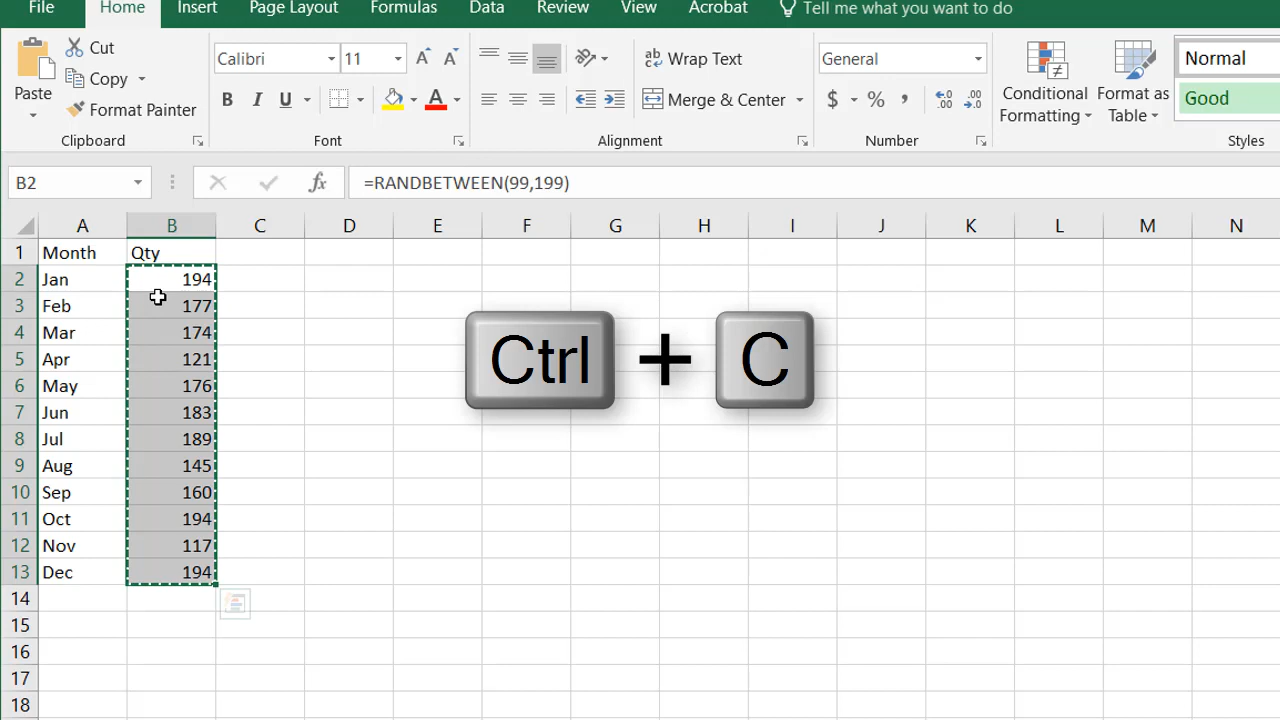 File Home Insert Page Layout Formulas Data Review View Acrobat Tell me what you want to do
Cut
Copy
Format Painter
Paste
Clipboard
Calibri 11
B I U A
Font
Wrap Text
Merge & Center
Alignment
General
$ % ,
Number
Conditional Formatting
Format as Table
Normal
Good
Styles
B2 fx =RANDBETWEEN(99,199)
A B C D E F G H I J K L M N
1 Month Qty
2 Jan 194
3 Feb 177
4 Mar 174
5 Apr 121
6 May 176
7 Jun 183
8 Jul 189
9 Aug 145
10 Sep 160
11 Oct 194
12 Nov 117
13 Dec 194
14
15
16
17
18
Ctrl + C